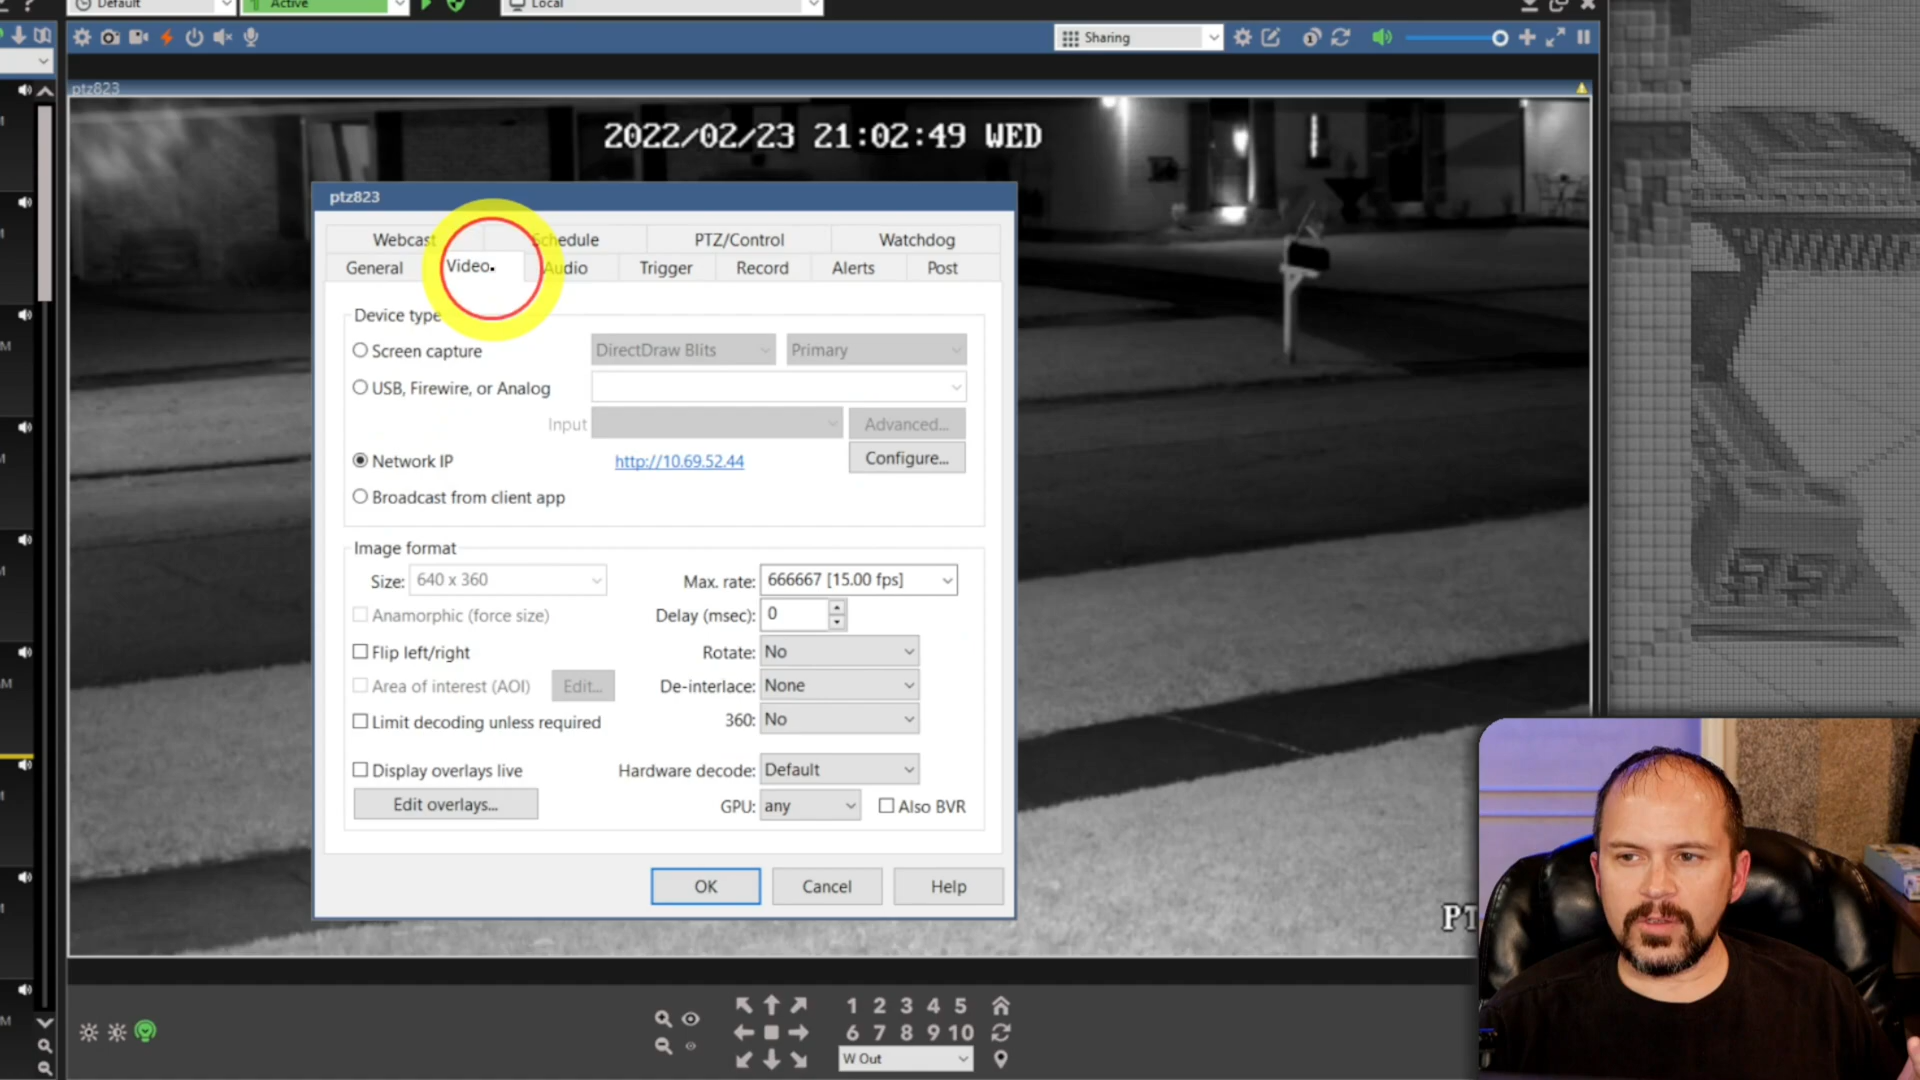 Default
Active
Local
Sharing
ptz823
2022/02/23 21:02:49 WED
ptz823
Webcast
Schedule
PTZ/Control
Watchdog
General
Video
Audio
Trigger
Record
Alerts
Post
Device type
Screen capture
DirectDraw Blits
Primary
USB, Firewire, or Analog
Input
Advanced...
Network IP
http://10.69.52.44
Configure...
Broadcast from client app
Image format
Size: 640 x 360
Max. rate: 666667 [15.00 fps]
Anamorphic (force size)
Delay (msec): 0
Flip left/right
Rotate: No
Area of interest (AOI)
Edit...
De-interlace: None
Limit decoding unless required
360: No
Display overlays live
Hardware decode: Default
Edit overlays...
GPU: any
Also BVR
OK
Cancel
Help
PT
1 2 3 4 5
6 7 8 9 10
W Out